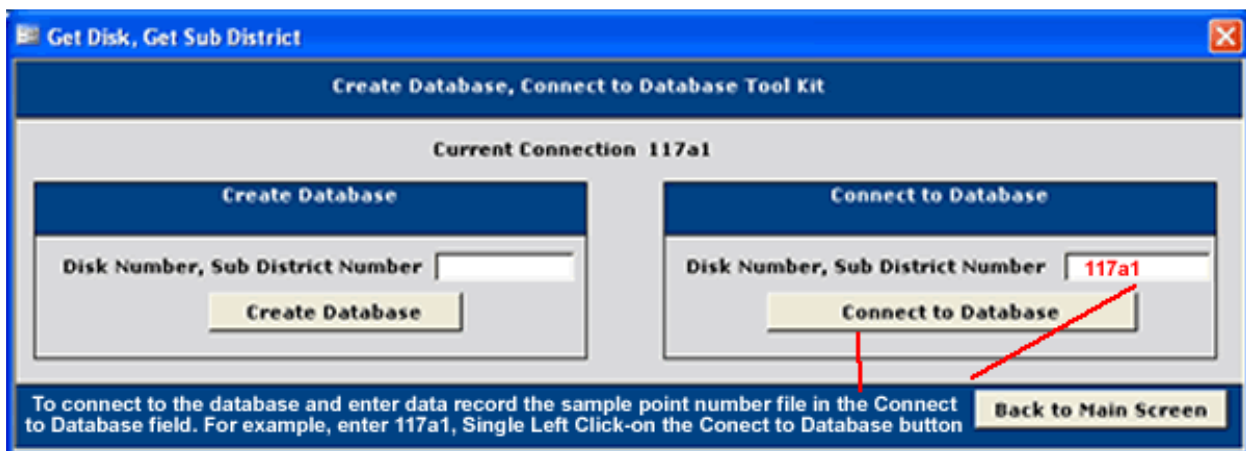 Get Disk, Get Sub District
Create Database, Connect to Database Tool Kit
Current Connection 117a1
Create Database
Disk Number, Sub District Number
Create Database
Connect to Database
Disk Number, Sub District Number 117a1
Connect to Database
To connect to the database and enter data record the sample point number file in the Connect
to Database field. For example, enter 117a1, Single Left Click-on the Conect to Database button
Back to Main Screen